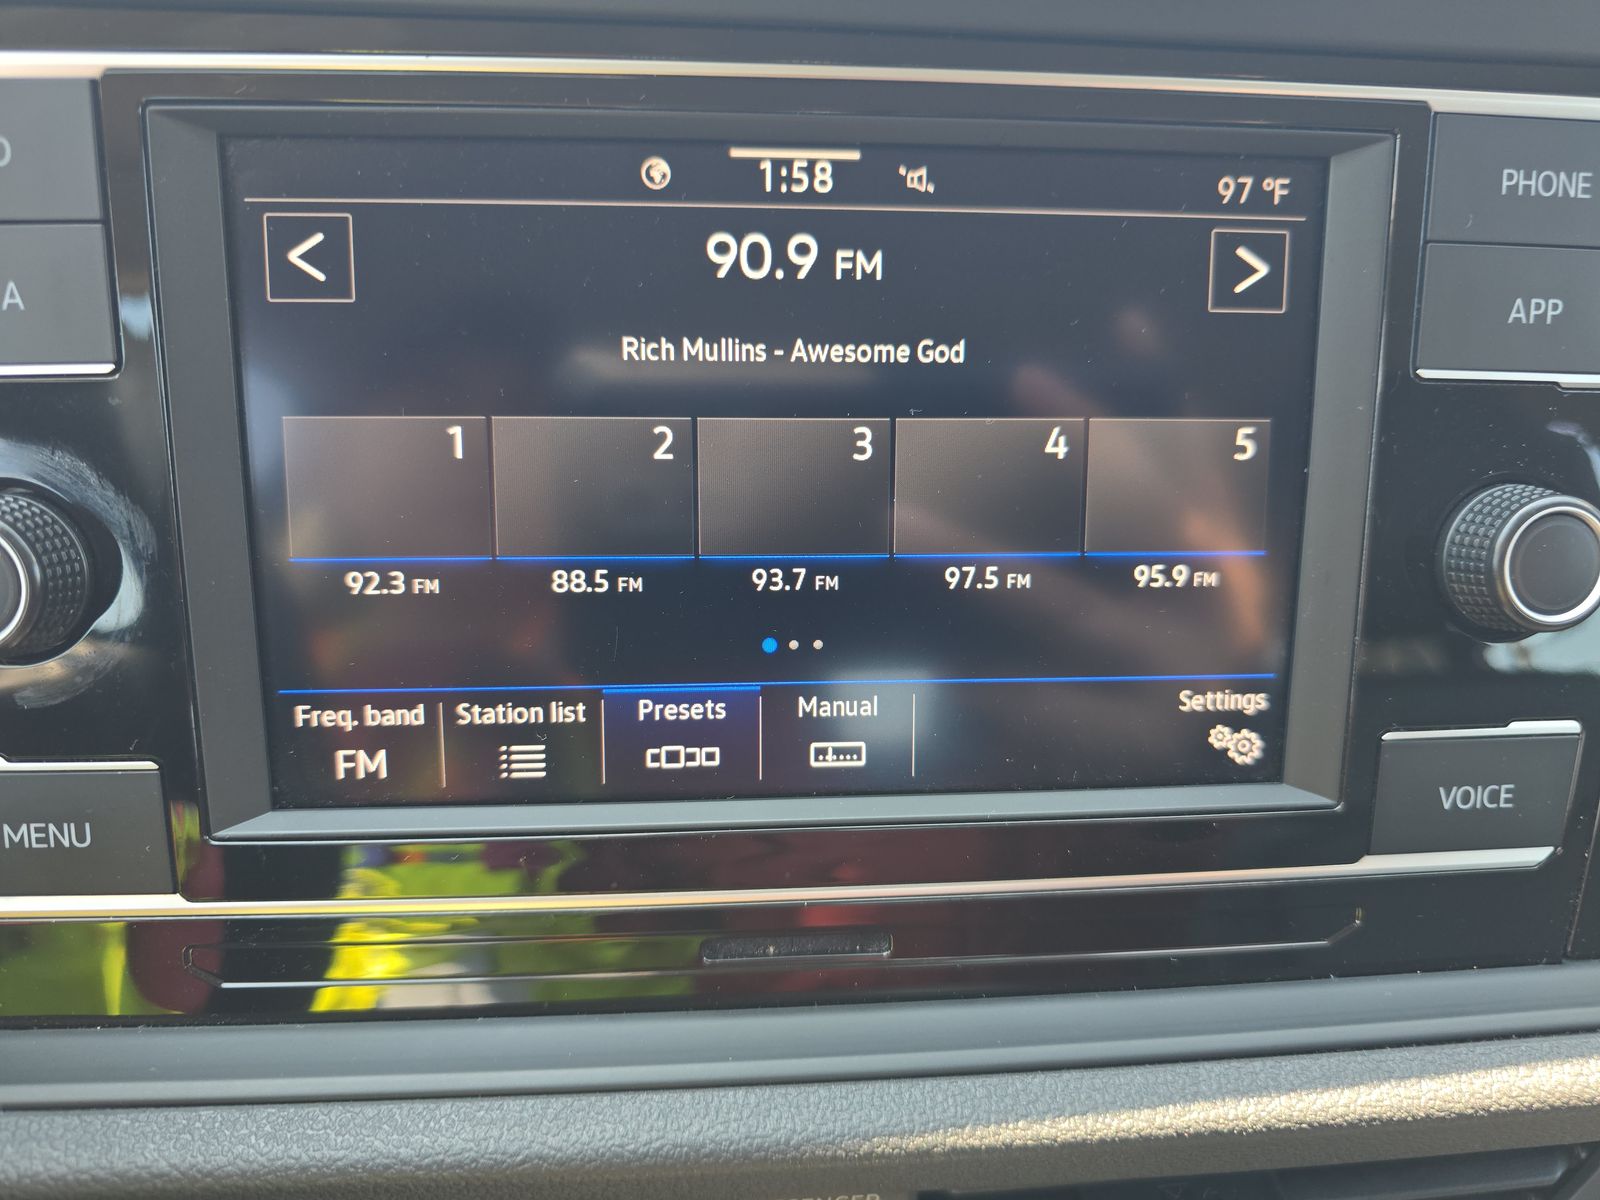 1:58
97 °F
<
90.9 FM
>
Rich Mullins - Awesome God
1
2
3
4
5
92.3 FM
88.5 FM
93.7 FM
97.5 FM
95.9 FM
Freq. band
Station list
Presets
Manual
Settings
FM
PHONE
APP
VOICE
MENU
A